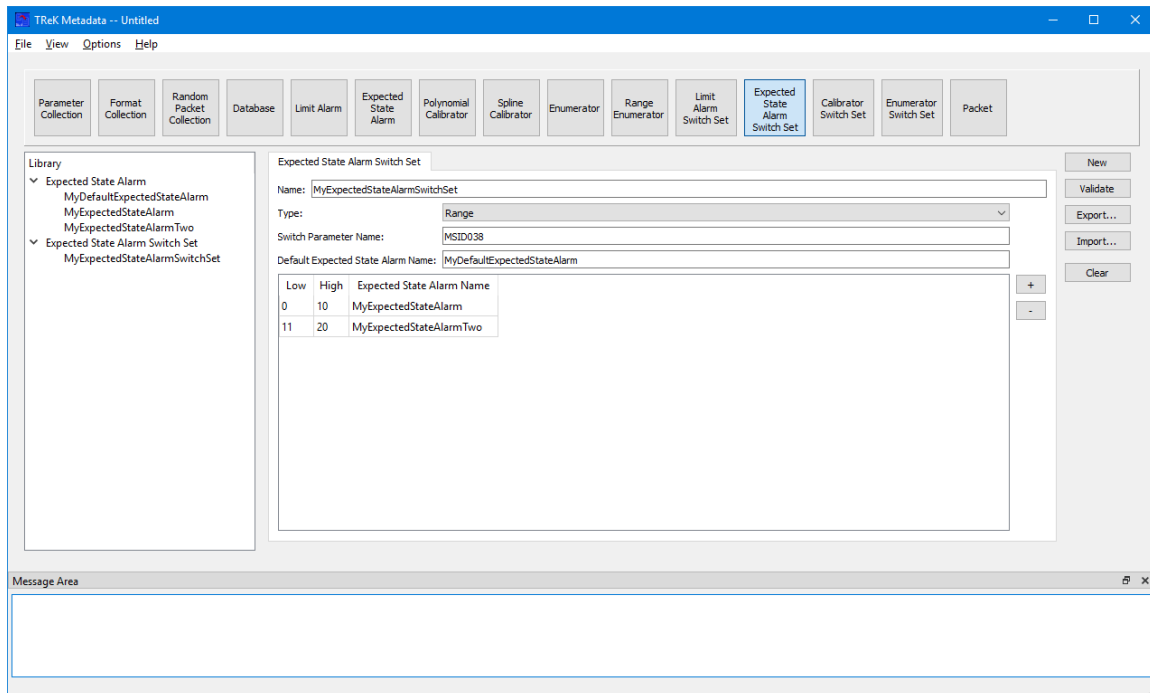 TReK Metadata -- Untitled
File View Options Help
Parameter Collection
Format Collection
Random Packet Collection
Database
Limit Alarm
Expected State Alarm
Polynomial Calibrator
Spline Calibrator
Enumerator
Range Enumerator
Limit Alarm Switch Set
Expected State Alarm Switch Set
Calibrator Switch Set
Enumerator Switch Set
Packet
Library
Expected State Alarm
MyDefaultExpectedStateAlarm
MyExpectedStateAlarm
MyExpectedStateAlarmTwo
Expected State Alarm Switch Set
MyExpectedStateAlarmSwitchSet
Expected State Alarm Switch Set
Name: MyExpectedStateAlarmSwitchSet
Type: Range
Switch Parameter Name: MSID038
Default Expected State Alarm Name: MyDefaultExpectedStateAlarm
Low High Expected State Alarm Name
0 10 MyExpectedStateAlarm
11 20 MyExpectedStateAlarmTwo
+
-
New
Validate
Export...
Import...
Clear
Message Area